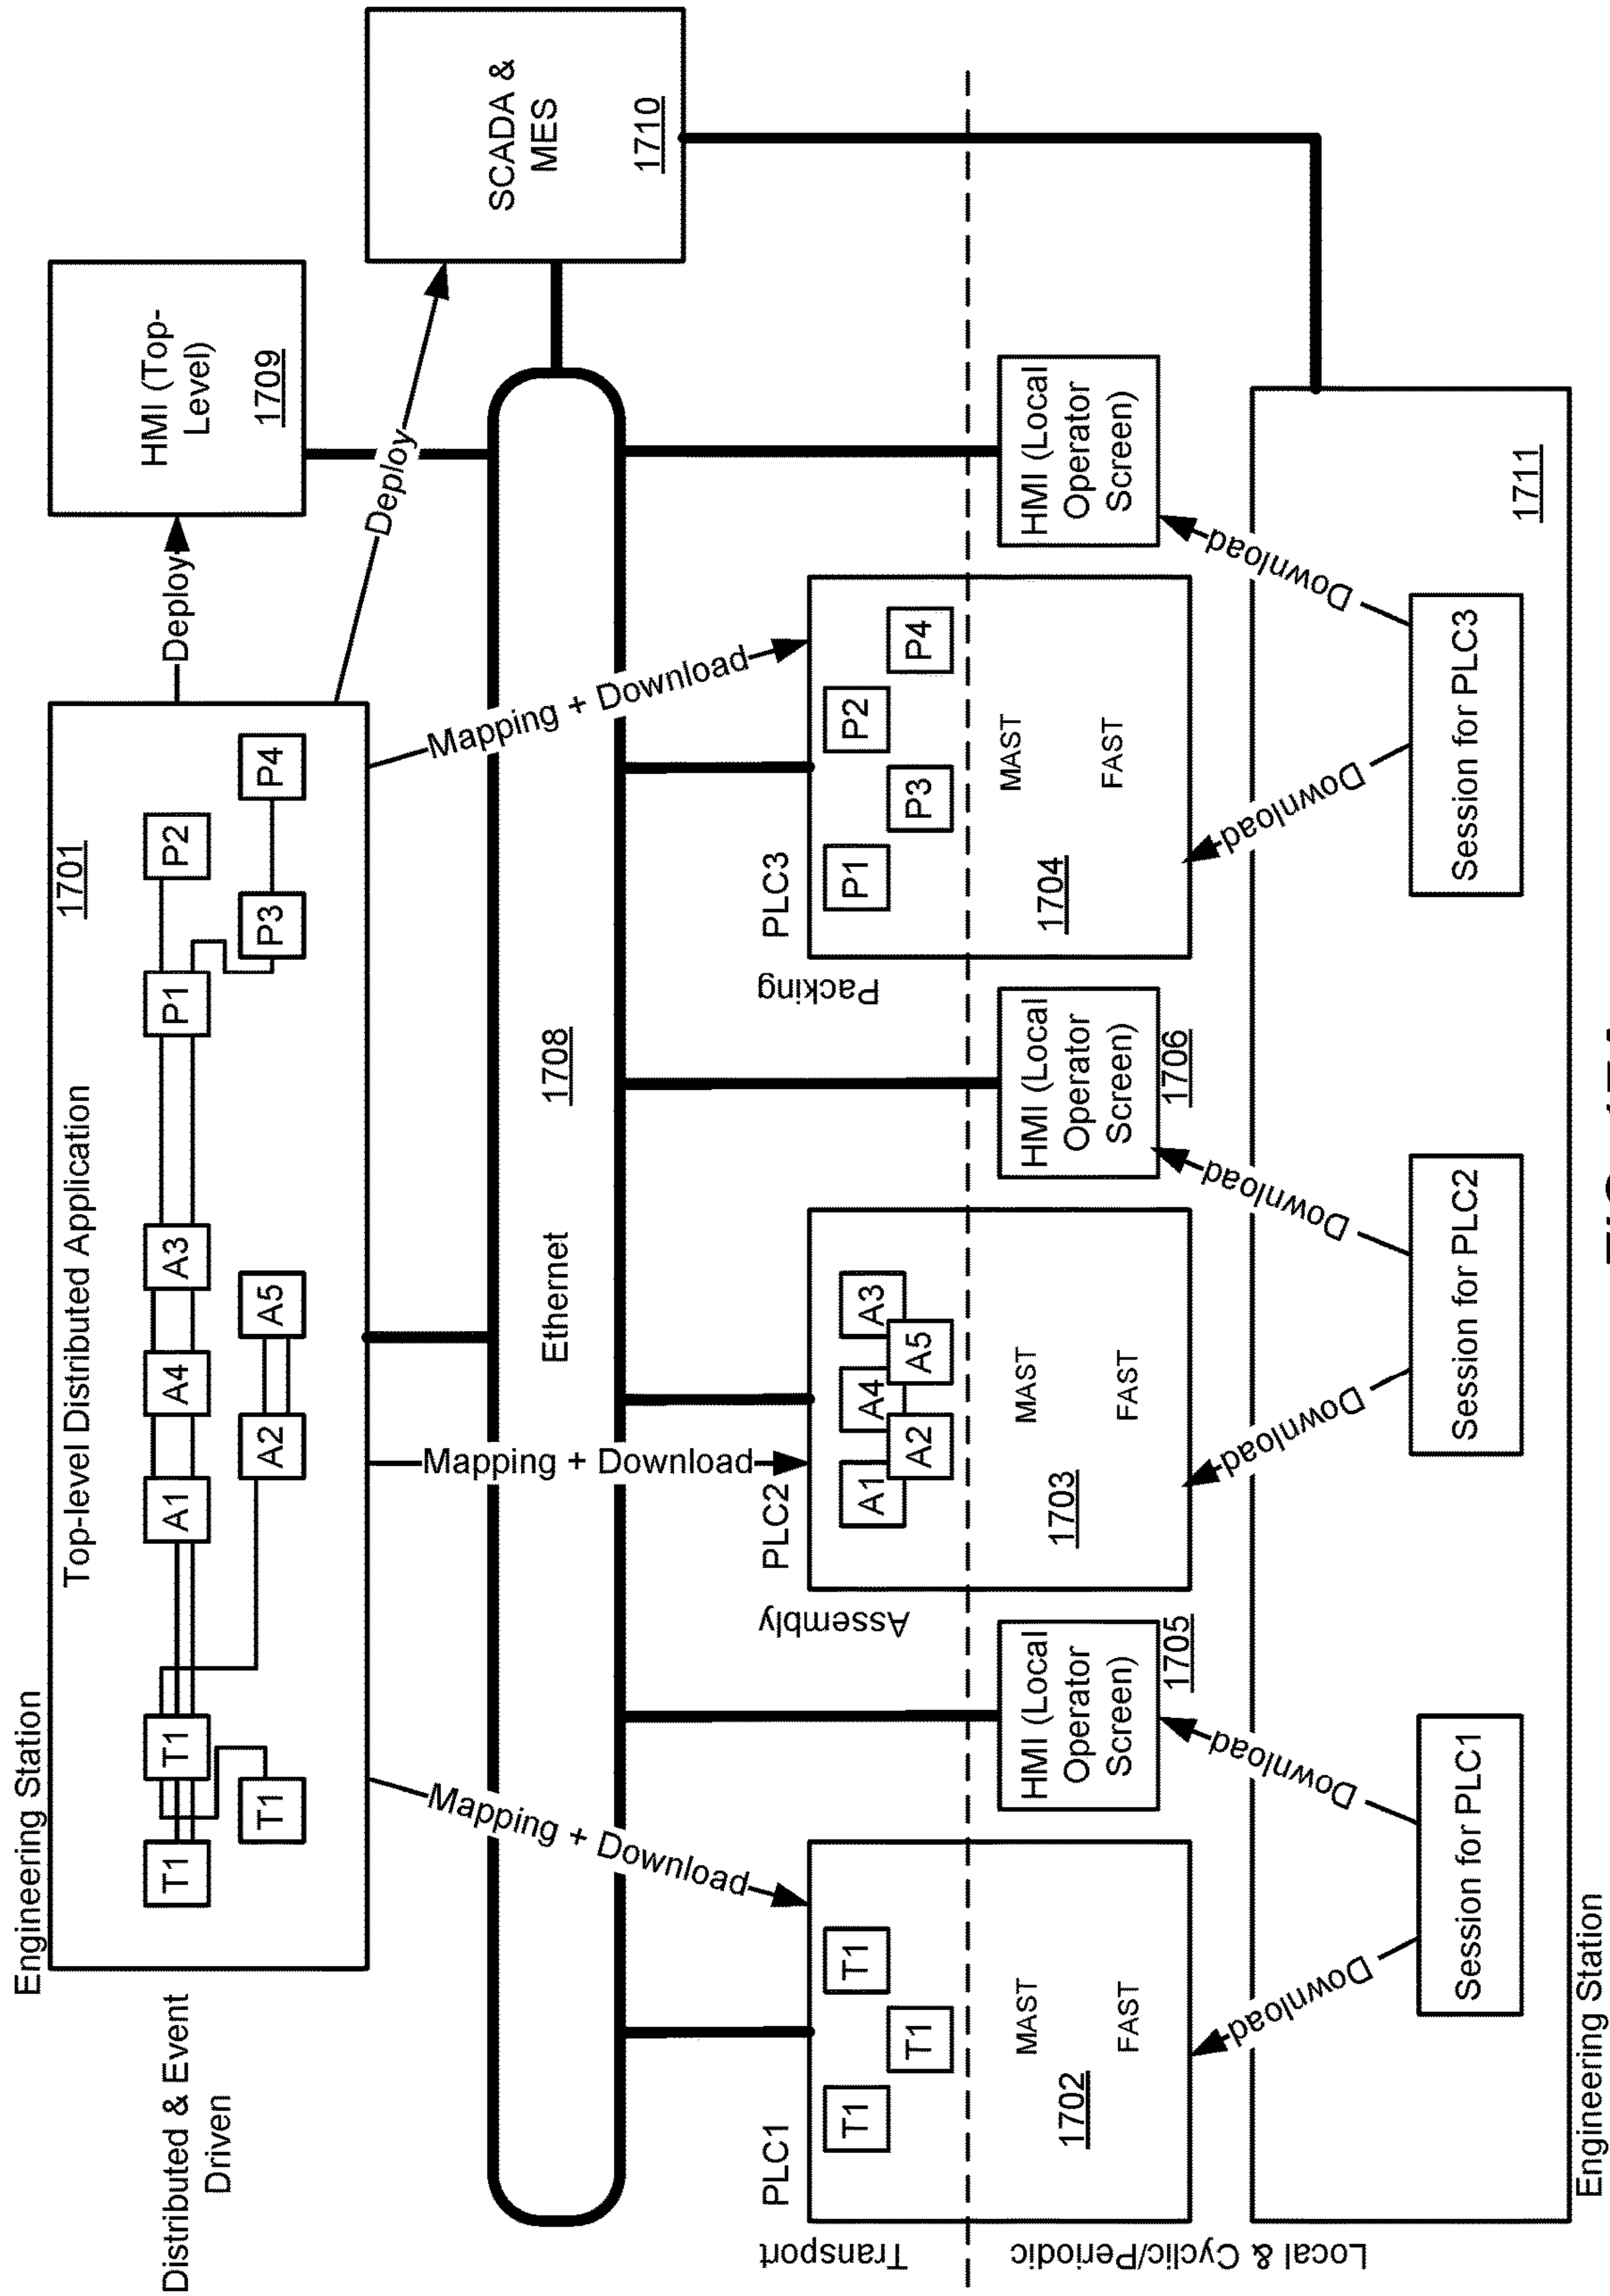 Engineering Station
Top-level Distributed Application
1701
T1
T1
T1
A1
A4
A3
A2
A5
P1
P2
P3
P4
Distributed & Event
Driven
Deploy
HMI (Top-
Level)
1709
Deploy
SCADA &
MES
1710
Ethernet
1708
Mapping + Download
Mapping + Download
Mapping + Download
Transport
PLC1
T1
T1
T1
MAST
FAST
1702
HMI (Local
Operator
Screen)
1705
Assembly
PLC2
A1
A4
A3
A2
A5
MAST
FAST
1703
HMI (Local
Operator
Screen)
1706
Packing
PLC3
P1
P2
P3
P4
MAST
FAST
1704
HMI (Local
Operator
Screen)
Local & Cyclic/Periodic
Download
Download
Download
Download
Download
Download
Session for PLC1
Session for PLC2
Session for PLC3
1711
Engineering Station